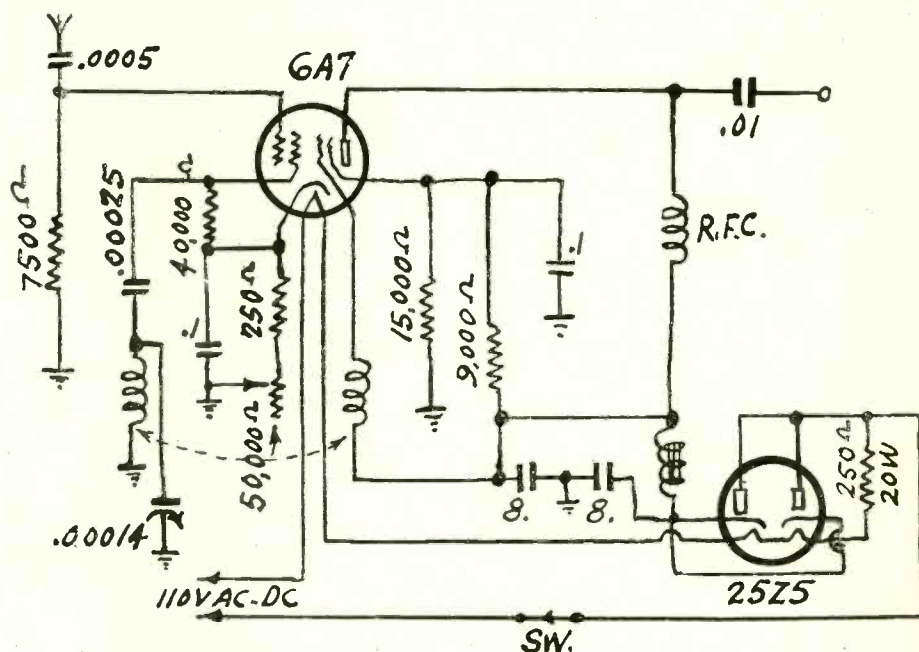 .0005
6A7
.01
7500Ω
.00025
40,000 Ω
.1
250Ω
50,000Ω
15,000Ω
9,000Ω
.1
R.F.C.
250Ω
20W
8.
8.
.00014
110V AC-DC
25Z5
SW.